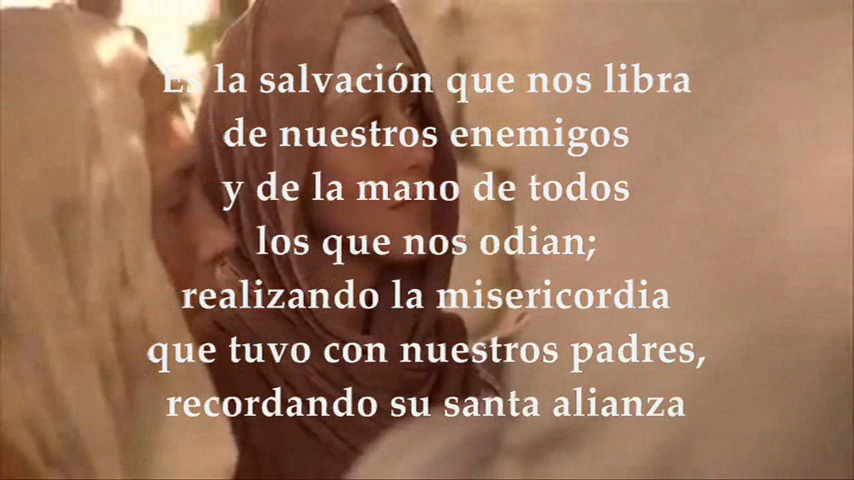 Es la salvación que nos libra
de nuestros enemigos
y de la mano de todos
los que nos odian;
realizando la misericordia
que tuvo con nuestros padres,
recordando su santa alianza